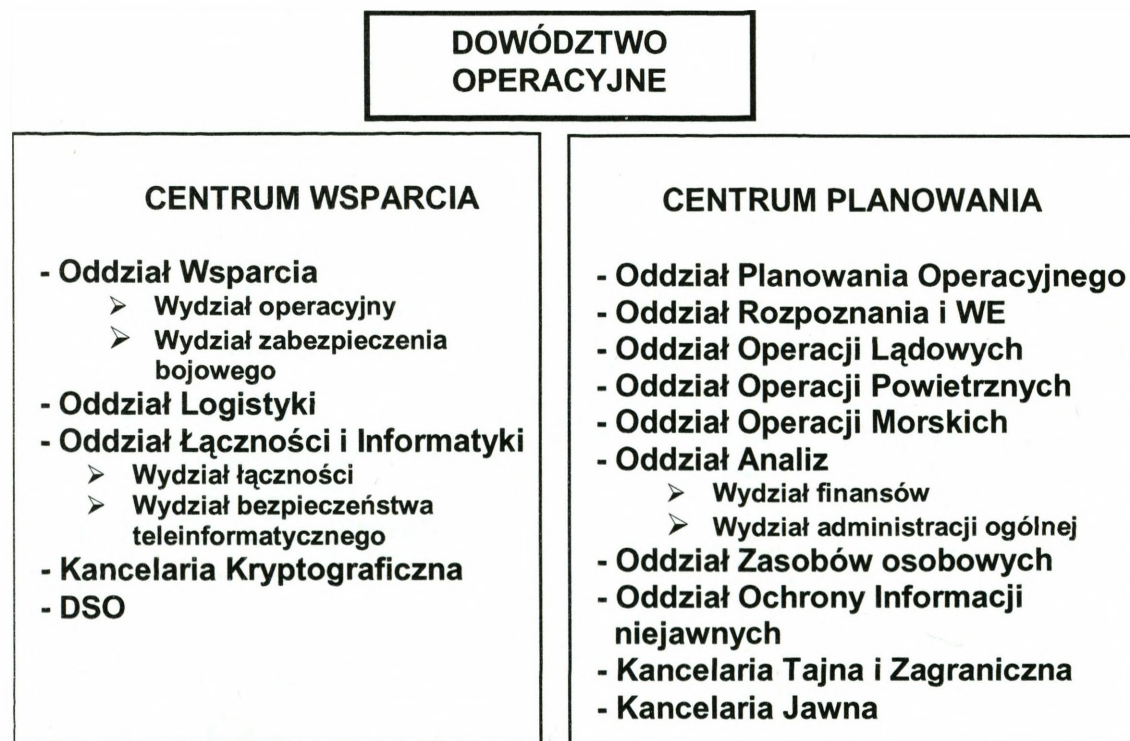 DOWÓDZTWO
OPERACYJNE
CENTRUM WSPARCIA
- Oddział Wsparcia
➢ Wydział operacyjny
➢ Wydział zabezpieczenia
bojowego
- Oddział Logistyki
- Oddział Łączności i Informatyki
➢ Wydział łączności
➢ Wydział bezpieczeństwa
teleinformatycznego
- Kancelaria Kryptograficzna
- DSO
CENTRUM PLANOWANIA
- Oddział Planowania Operacyjnego
- Oddział Rozpoznania i WE
- Oddział Operacji Lądowych
- Oddział Operacji Powietrznych
- Oddział Operacji Morskich
- Oddział Analiz
➢ Wydział finansów
➢ Wydział administracji ogólnej
- Oddział Zasobów osobowych
- Oddział Ochrony Informacji
niejawnych
- Kancelaria Tajna i Zagraniczna
- Kancelaria Jawna